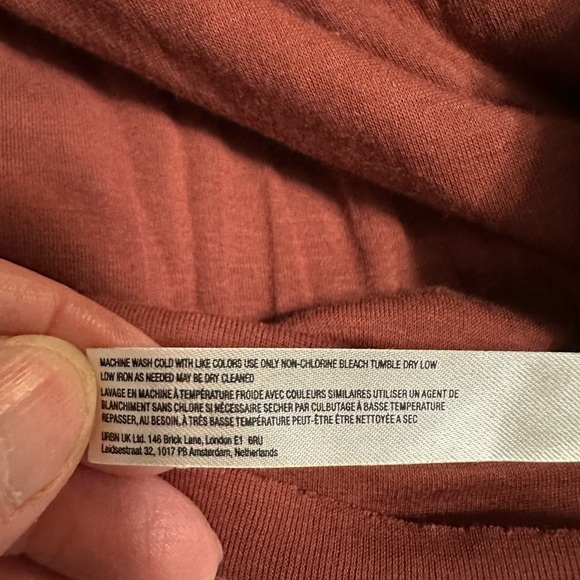 MACHINE WASH COLD WITH LIKE COLORS USE ONLY NON-CHLORINE BLEACH TUMBLE DRY LOW
LOW IRON AS NEEDED MAY BE DRY CLEANED
LAVAGE EN MACHINE À TEMPÉRATURE FROIDE AVEC COULEURS SIMILAIRES UTILISER UN AGENT DE
BLANCHIMENT SANS CHLORE SI NÉCESSAIRE SECHER PAR CULBUTAGE À BASSE TEMPERATURE
REPASSER, AU BESOIN, À TRÈS BASSE TEMPÉRATURE PEUT-ÊTRE ÊTRE NETTOYÉE A SEC
URBN UK Ltd. 146 Brick Lane, London E1 6RU
Leidsestraat 32, 1017 PB Amsterdam, Netherlands